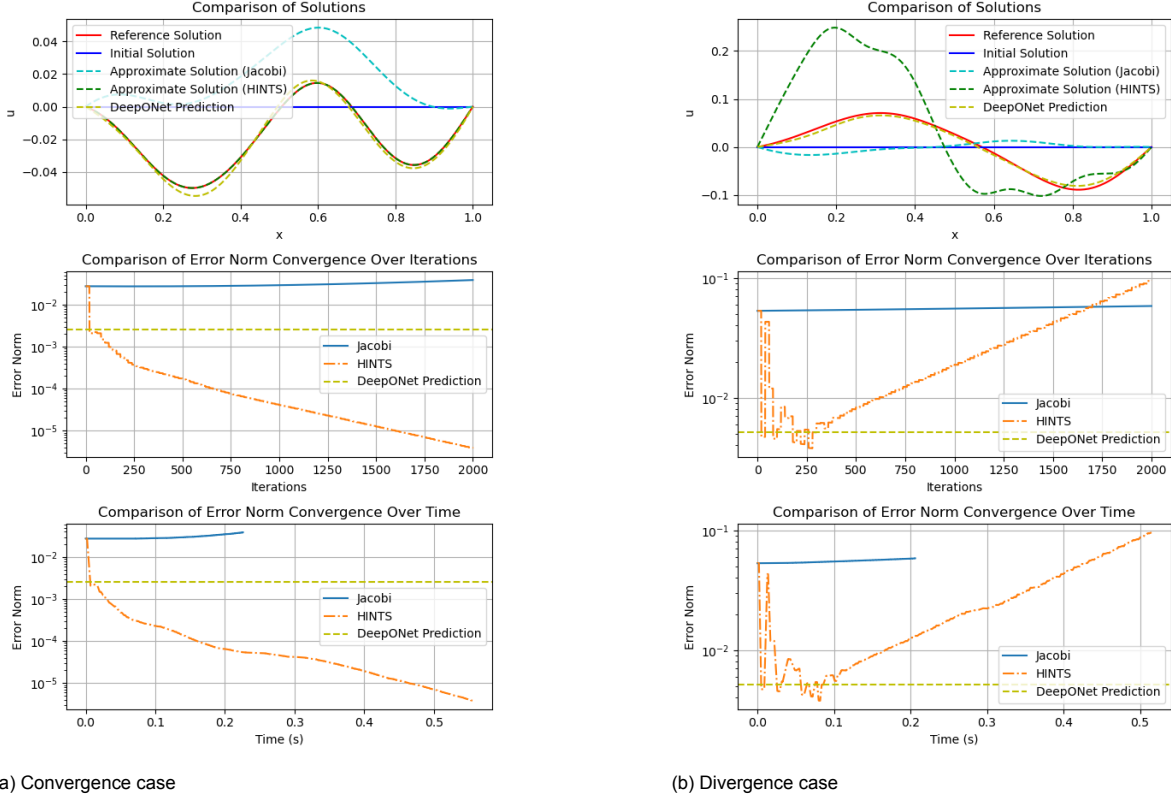 Comparison of Solutions
Reference Solution
Initial Solution
Approximate Solution (Jacobi)
Approximate Solution (HINTS)
DeepONet Prediction
0.04
0.02
0.00
−0.02
−0.04
u
0.0 0.2 0.4 0.6 0.8 1.0
x
Comparison of Error Norm Convergence Over Iterations
Jacobi
HINTS
DeepONet Prediction
10⁻²
10⁻³
10⁻⁴
10⁻⁵
Error Norm
0 250 500 750 1000 1250 1500 1750 2000
Iterations
Comparison of Error Norm Convergence Over Time
Jacobi
HINTS
DeepONet Prediction
10⁻²
10⁻³
10⁻⁴
10⁻⁵
Error Norm
0.0 0.1 0.2 0.3 0.4 0.5
Time (s)
a) Convergence case
Comparison of Solutions
Reference Solution
Initial Solution
Approximate Solution (Jacobi)
Approximate Solution (HINTS)
DeepONet Prediction
0.2
0.1
0.0
−0.1
u
0.0 0.2 0.4 0.6 0.8 1.0
x
Comparison of Error Norm Convergence Over Iterations
Jacobi
HINTS
DeepONet Prediction
10⁻¹
10⁻²
Error Norm
0 250 500 750 1000 1250 1500 1750 2000
Iterations
Comparison of Error Norm Convergence Over Time
Jacobi
HINTS
DeepONet Prediction
10⁻¹
10⁻²
Error Norm
0.0 0.1 0.2 0.3 0.4 0.5
Time (s)
(b) Divergence case